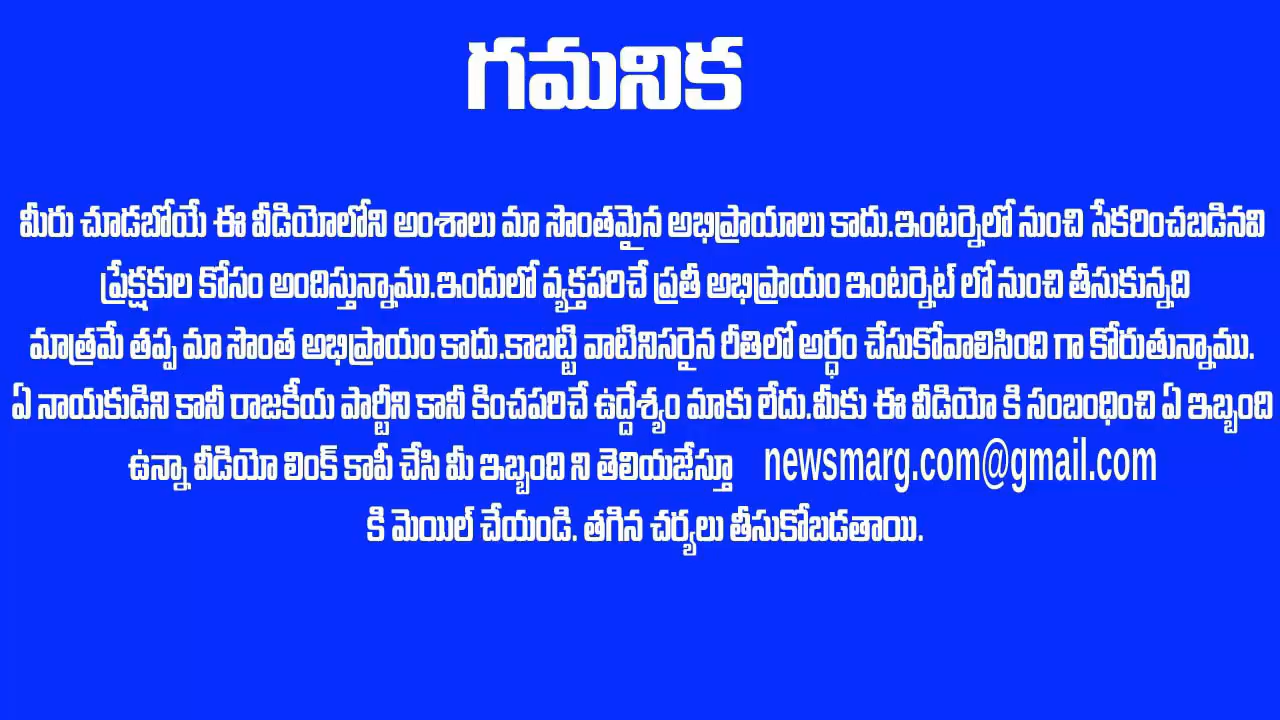 గమనిక
మీరు చూడబోయే ఈ వీడియోలోని అంశాలు మా సొంతమైన అభిప్రాయాలు కాదు.ఇంటర్నెలో నుంచి సేకరించబడినవి
ప్రేక్షకుల కోసం అందిస్తున్నాము.ఇందులో వ్యక్తపరిచే ప్రతీ అభిప్రాయం ఇంటర్నెట్ లో నుంచి తీసుకున్నది
మాత్రమే తప్ప మా సొంత అభిప్రాయం కాదు.కాబట్టి వాటినిసరైన రీతిలో అర్ధం చేసుకోవాలిసింది గా కోరుతున్నాము.
ఏ నాయకుడిని కానీ రాజకీయ పార్టీని కానీ కించపరిచే ఉద్దేశ్యం మాకు లేదు.మీకు ఈ వీడియో కి సంబంధించి ఏ ఇబ్బంది
ఉన్నా వీడియో లింక్ కాపీ చేసి మీ ఇబ్బంది ని తెలియజేస్తూ newsmarg.com@gmail.com
కి మెయిల్ చేయండి. తగిన చర్యలు తీసుకోబడతాయి.